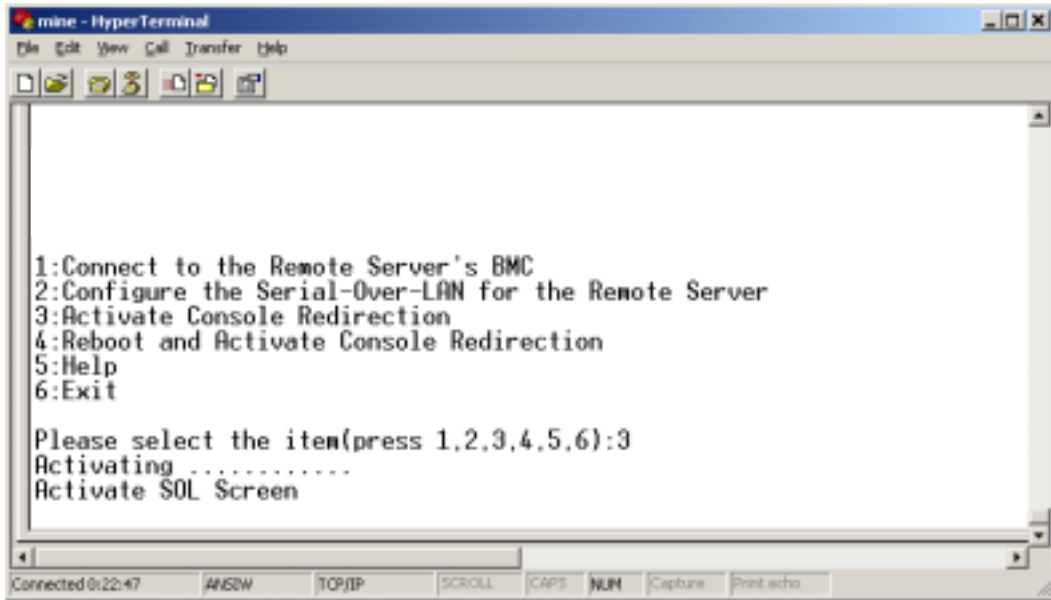 mine - HyperTerminal
File Edit View Call Transfer Help
1:Connect to the Remote Server's BMC
2:Configure the Serial-Over-LAN for the Remote Server
3:Activate Console Redirection
4:Reboot and Activate Console Redirection
5:Help
6:Exit
Please select the item(press 1,2,3,4,5,6):3
Activating ............
Activate SOL Screen
Connected 0:22:47 ANSIW TCP/IP SCROLL CAPS NUM Capture Print echo